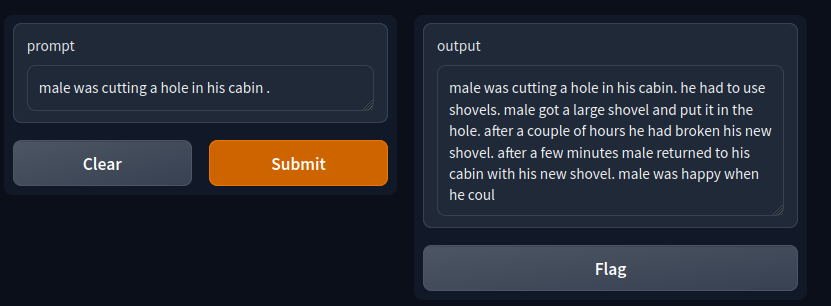 prompt
male was cutting a hole in his cabin .
Clear
Submit
output
male was cutting a hole in his cabin. he had to use
shovels. male got a large shovel and put it in the
hole. after a couple of hours he had broken his new
shovel. after a few minutes male returned to his
cabin with his new shovel. male was happy when
he coul
Flag